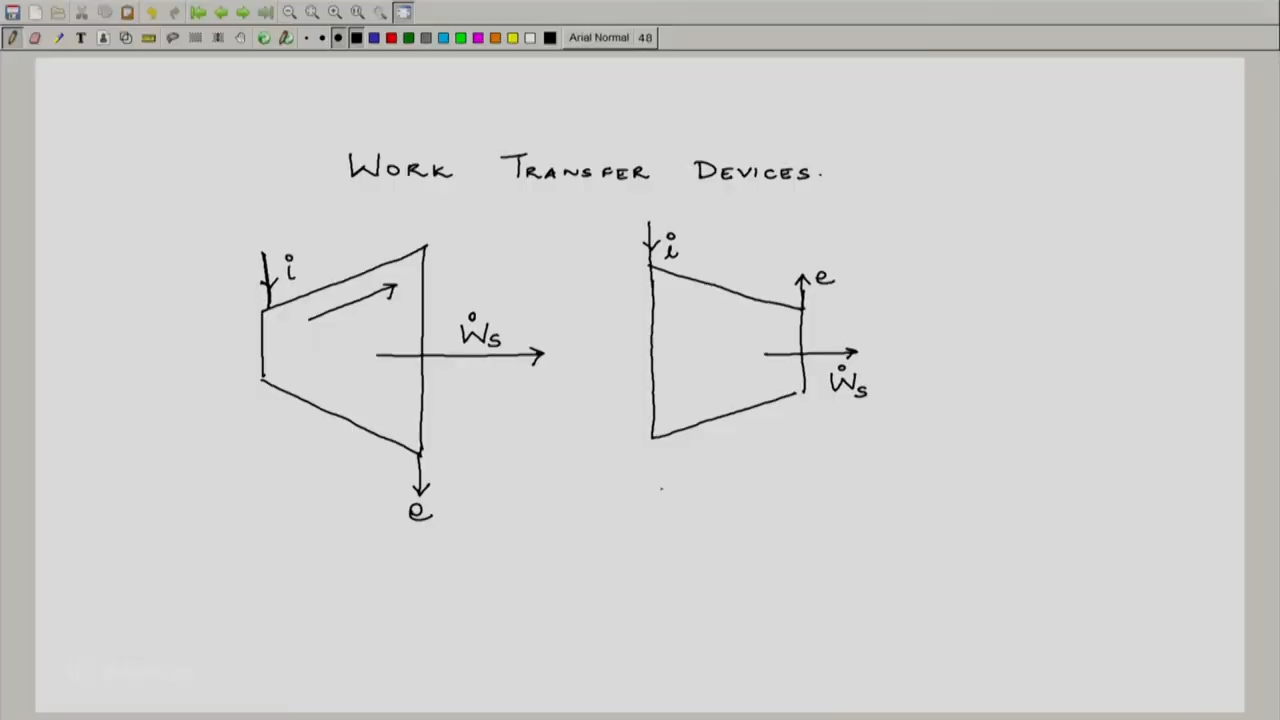 Arial Normal 48
WORK TRANSFER DEVICES.
i
Ẇs
e
i
e
Ẇs